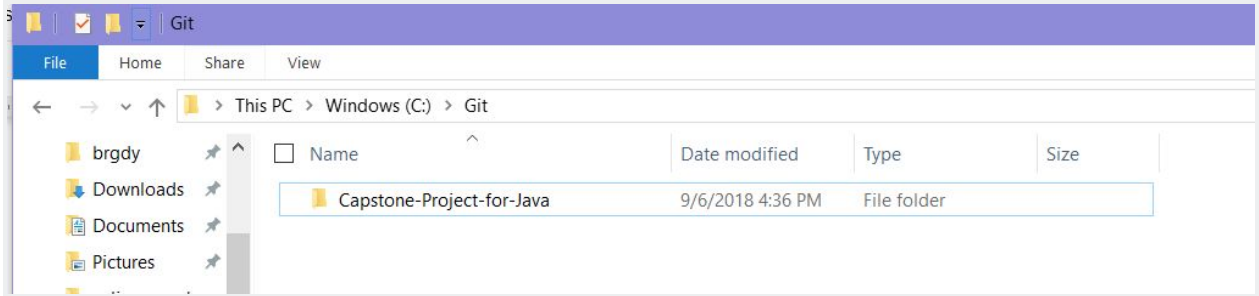 Git
File Home Share View
This PC > Windows (C:) > Git
brgdy
Downloads
Documents
Pictures
Name Date modified Type Size
Capstone-Project-for-Java 9/6/2018 4:36 PM File folder